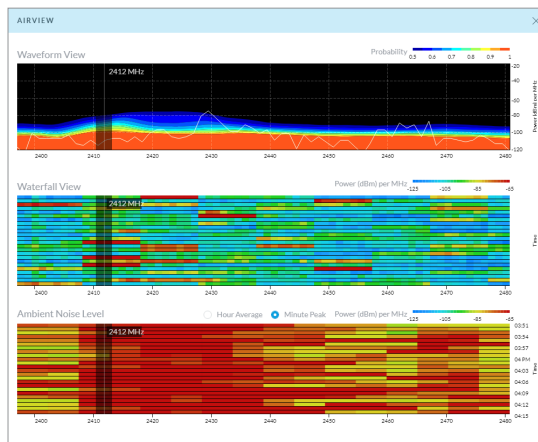 AIRVIEW
Waveform View
Probability
0.5 0.6 0.7 0.8 0.9 1
2412 MHz
-20
-40
-60
-80
-100
-120
Power (dBm) per MHz
2400 2410 2420 2430 2440 2450 2460 2470 2480
Waterfall View
Power (dBm) per MHz
-125 -105 -85 -65
2412 MHz
Time
2400 2410 2420 2430 2440 2450 2460 2470 2480
Ambient Noise Level
Hour Average
Minute Peak
Power (dBm) per MHz
-125 -105 -85 -65
2412 MHz
03:51
03:54
03:57
04 PM
04:03
04:06
04:09
04:12
04:15
Time
2400 2410 2420 2430 2440 2450 2460 2470 2480